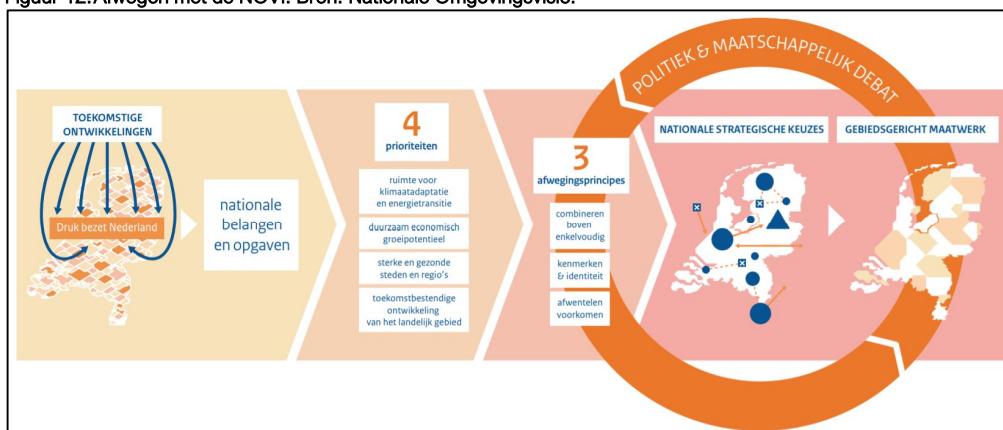 Figuur 12: Afwegen met de NOVI. Bron: Nationale Omgevingsvisie.
TOEKOMSTIGE
ONTWIKKELINGEN
Druk bezet Nederland
nationale
belangen
en opgaven
4
prioriteiten
ruimte voor
klimaatadaptatie
en energietransitie
duurzaam economisch
groeipotentieel
sterke en gezonde
steden en regio's
toekomstbestendige
ontwikkeling
van het landelijk gebied
3
afwegingsprincipes
combineren
boven
enkelvoudig
kenmerken
& identiteit
afwentelen
voorkomen
POLITIEK & MAATSCHAPPELIJK DEBAT
NATIONALE STRATEGISCHE KEUZES
GEBIEDSGERICHT MAATWERK